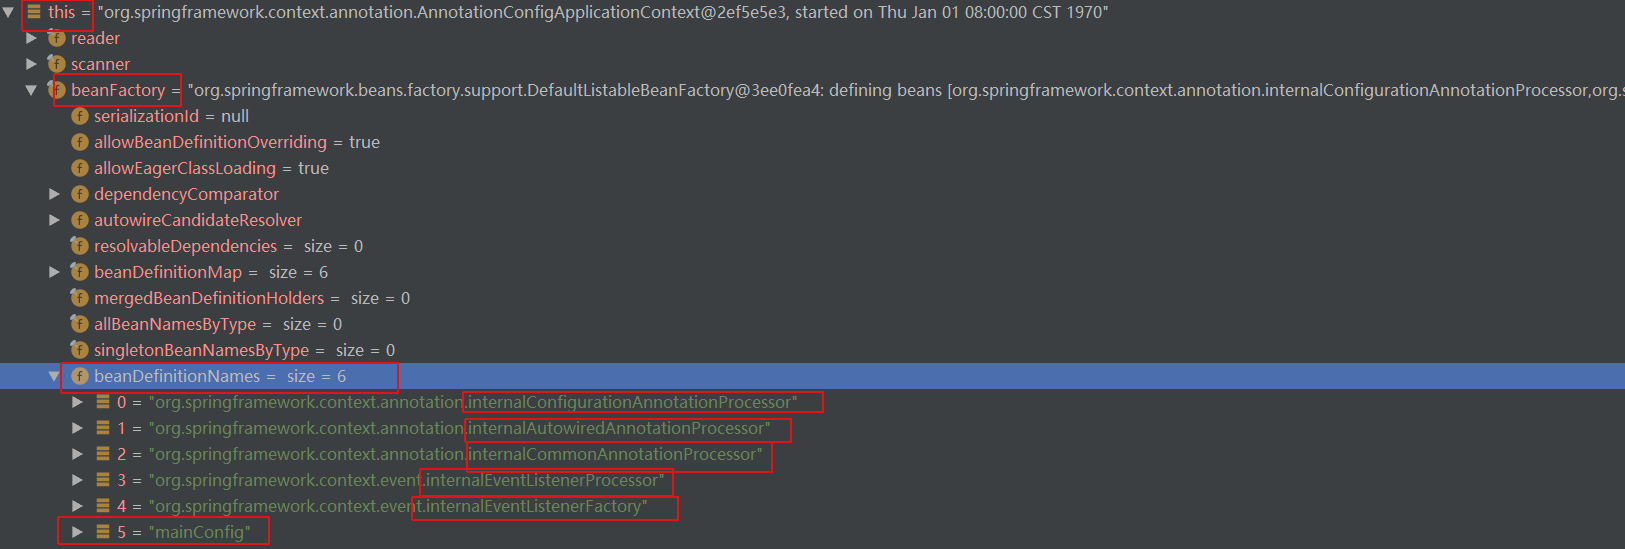 this = "org.springframework.context.annotation.AnnotationConfigApplicationContext@2ef5e5e3, started on Thu Jan 01 08:00:00 CST 1970"
f reader
f scanner
f beanFactory = "org.springframework.beans.factory.support.DefaultListableBeanFactory@3ee0fea4: defining beans [org.springframework.context.annotation.internalConfigurationAnnotationProcessor,org.s
f serializationId = null
f allowBeanDefinitionOverriding = true
f allowEagerClassLoading = true
f dependencyComparator
f autowireCandidateResolver
f resolvableDependencies = size = 0
f beanDefinitionMap = size = 6
f mergedBeanDefinitionHolders = size = 0
f allBeanNamesByType = size = 0
f singletonBeanNamesByType = size = 0
f beanDefinitionNames = size = 6
0 = "org.springframework.context.annotation.internalConfigurationAnnotationProcessor"
1 = "org.springframework.context.annotation.internalAutowiredAnnotationProcessor"
2 = "org.springframework.context.annotation.internalCommonAnnotationProcessor"
3 = "org.springframework.context.event.internalEventListenerProcessor"
4 = "org.springframework.context.event.internalEventListenerFactory"
5 = "mainConfig"